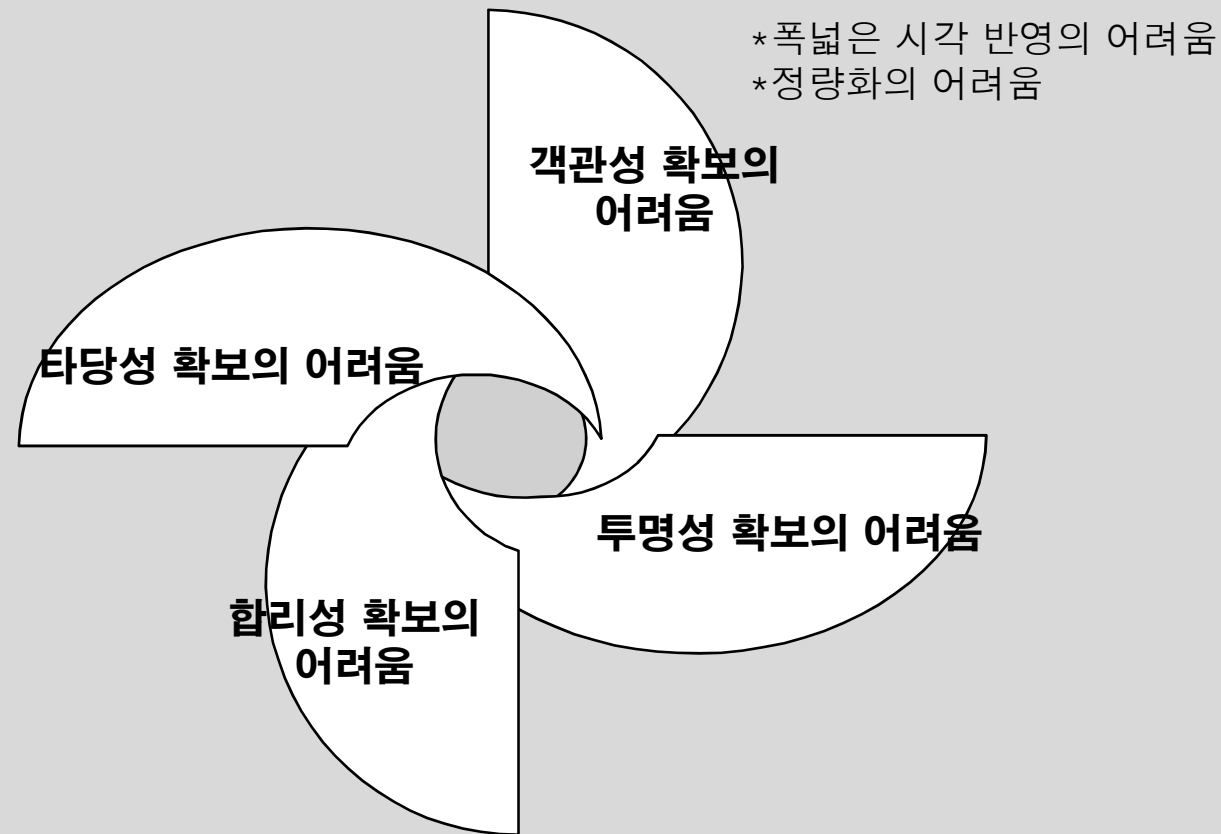 *폭넓은 시각 반영의 어려움
*정량화의 어려움
객관성 확보의
어려움
타당성 확보의 어려움
투명성 확보의 어려움
합리성 확보의
어려움